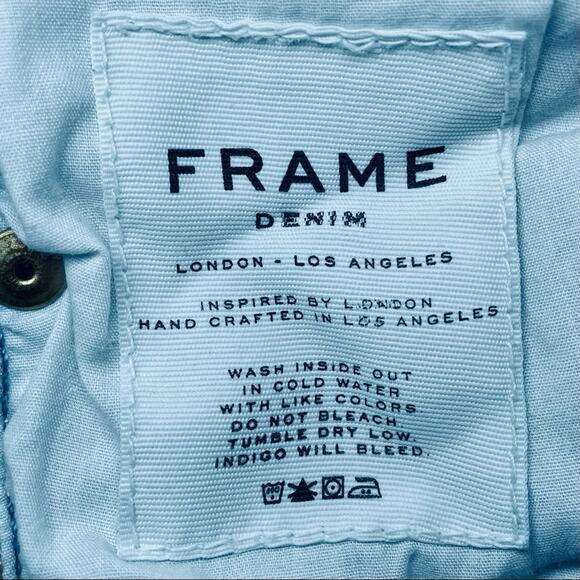 FRAME
DENIM
LONDON - LOS ANGELES
INSPIRED BY LONDON
HAND CRAFTED IN LOS ANGELES
WASH INSIDE OUT
IN COLD WATER
WITH LIKE COLORS
DO NOT BLEACH.
TUMBLE DRY LOW.
INDIGO WILL BLEED.